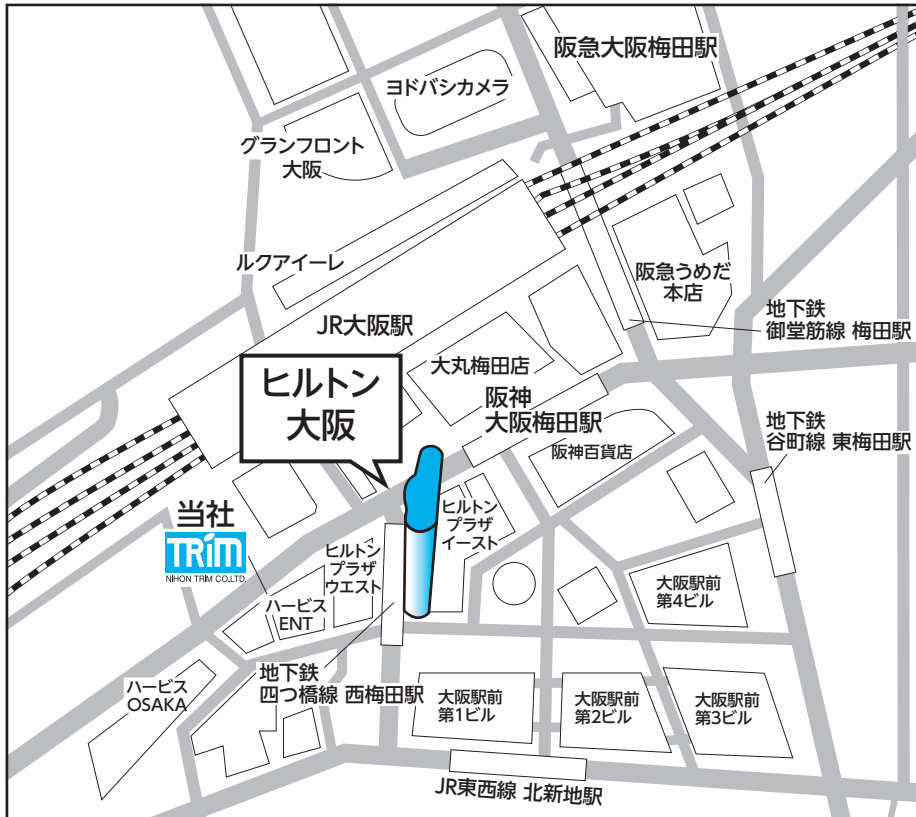 阪急大阪梅田駅
ヨドバシカメラ
グランフロント
大阪
ルクアイーレ
阪急うめだ
本店
地下鉄
御堂筋線 梅田駅
JR大阪駅
大丸梅田店
ヒルトン
大阪
阪神
大阪梅田駅
地下鉄
谷町線 東梅田駅
阪神百貨店
当社
TRIM
NIHON TRIM CO.,LTD.
ヒルトン
プラザ
イースト
ヒルトン
プラザ
ウエスト
ハービス
ENT
大阪駅前
第4ビル
地下鉄
四つ橋線 西梅田駅
ハービス
OSAKA
大阪駅前
第1ビル
大阪駅前
第2ビル
大阪駅前
第3ビル
JR東西線 北新地駅